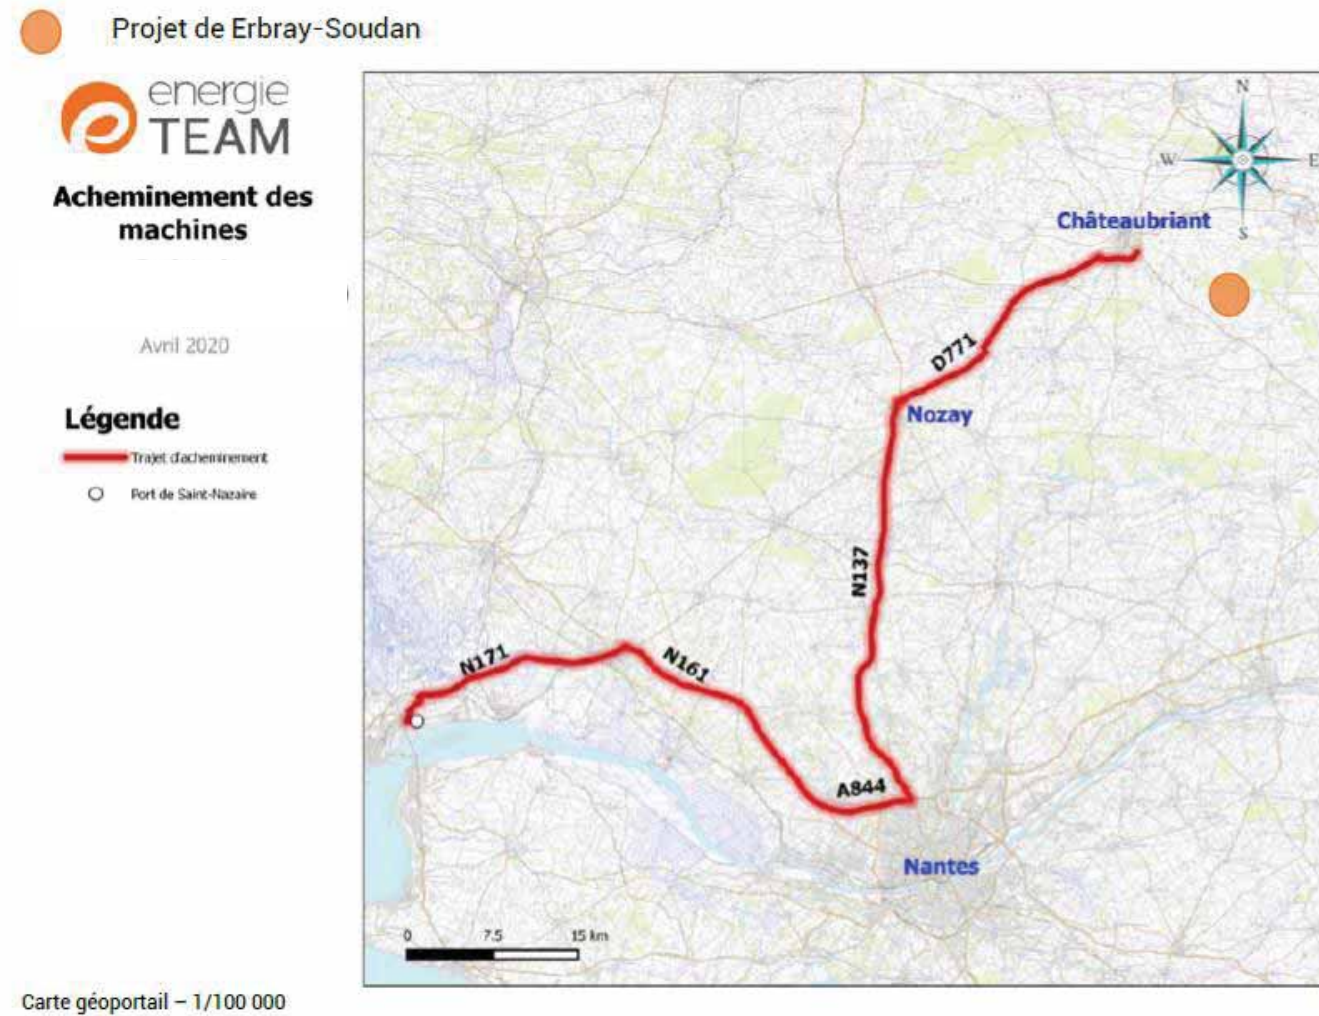 Projet de Erbray-Soudan
energie
TEAM
Acheminement des
machines
Avril 2020
Légende
Trajet d'acheminement
Port de Saint-Nazaire
N
W
E
S
Châteaubriant
D771
Nozay
N137
N171
N161
A844
Nantes
0 7.5 15 km
Carte géoportail – 1/100 000